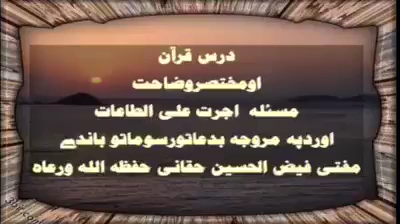 درس قرآن
اومختصروضاحت
مسئله اجرت على الطاعات
اوردپه مروجه بدعاتورسوماتو باندے
مفتی فیض الحسین حقانی حفظه الله ورعاه